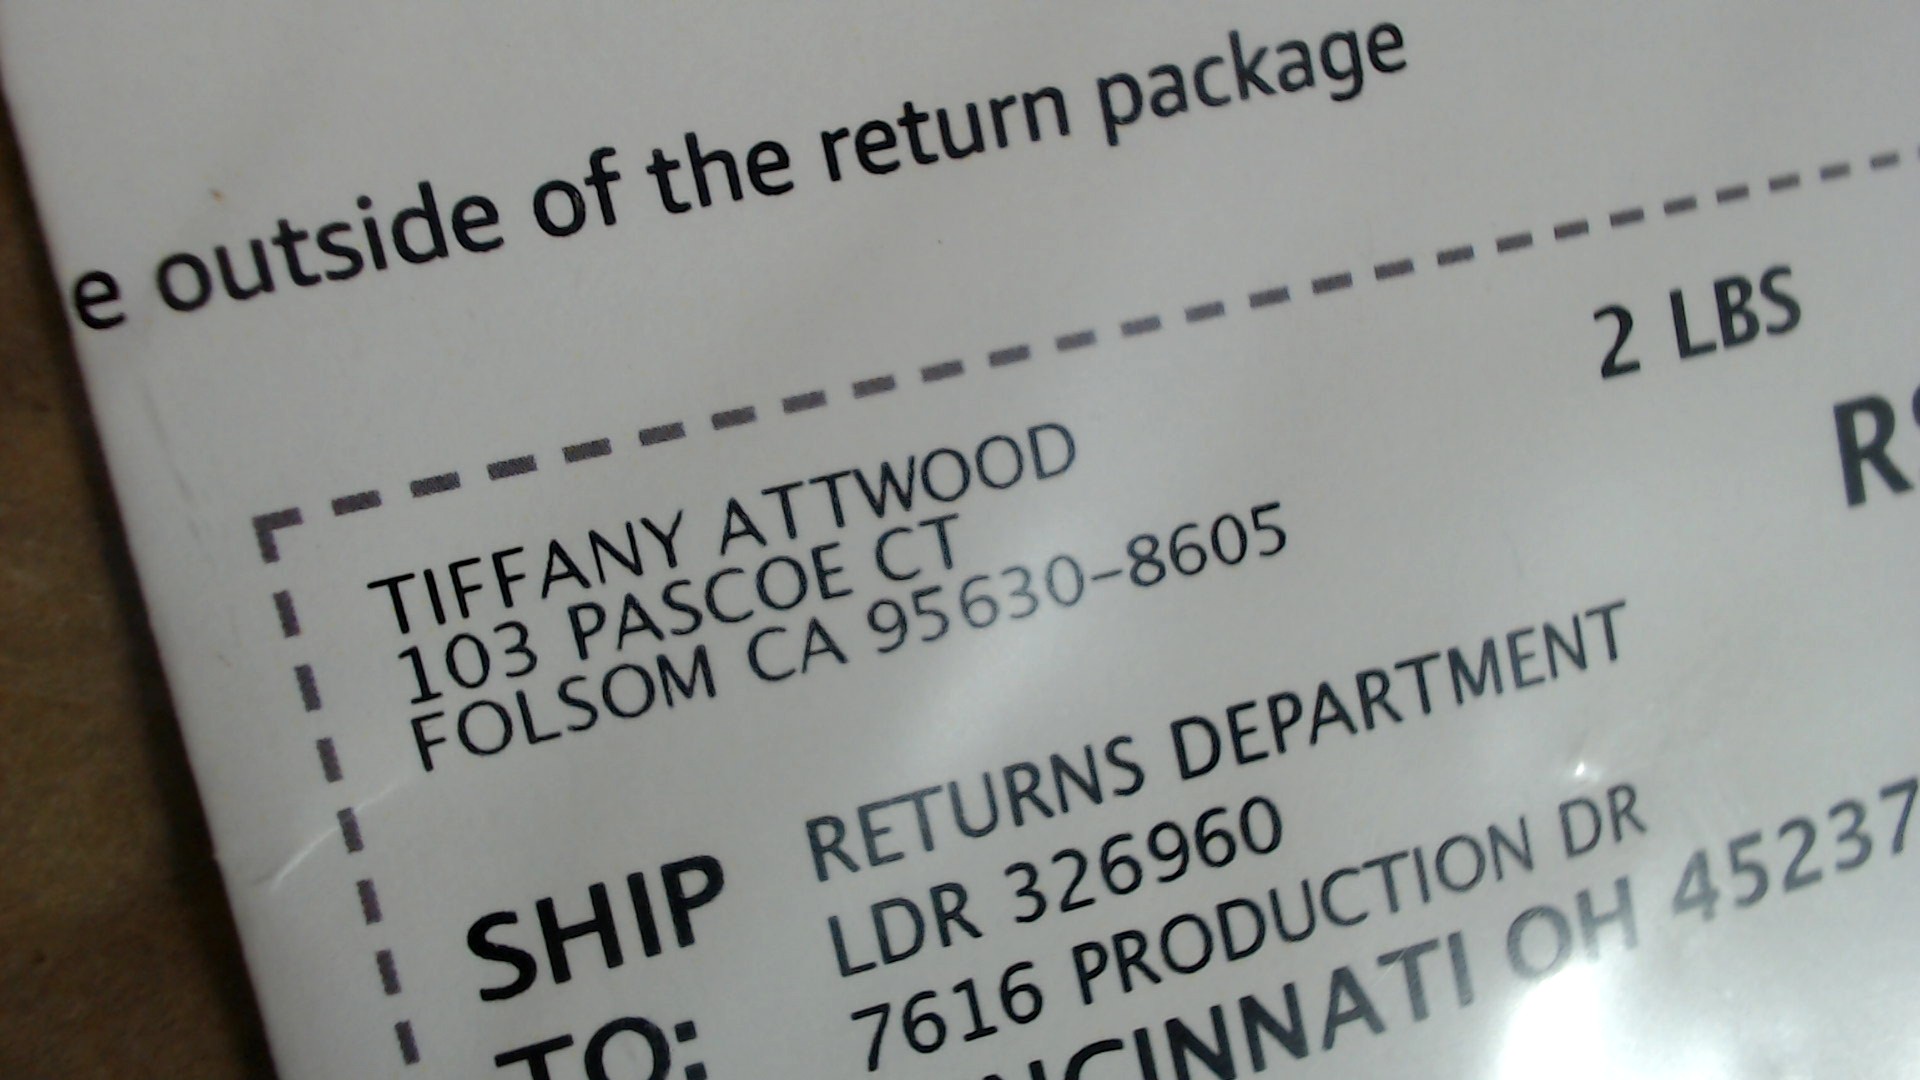 e outside of the return package
2 LBS
TIFFANY ATTWOOD
103 PASCOE CT
FOLSOM CA 95630-8605
RETURNS DEPARTMENT
LDR 326960
SHIP
TO:
7616 PRODUCTION DR
CINNATI OH 45237